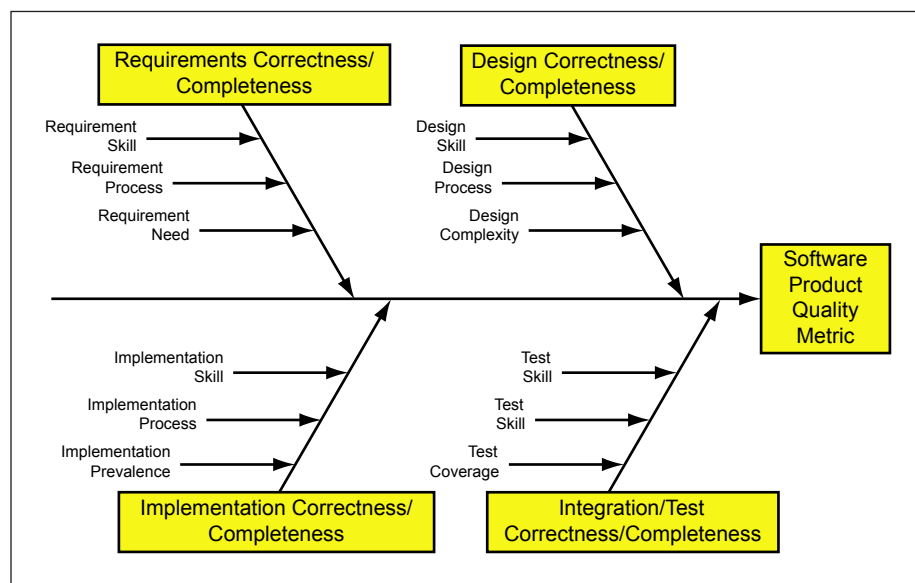 Requirements Correctness/
Completeness
Design Correctness/
Completeness
Requirement
Skill
Requirement
Process
Requirement
Need
Design
Skill
Design
Process
Design
Complexity
Software
Product
Quality
Metric
Implementation
Skill
Implementation
Process
Implementation
Prevalence
Test
Skill
Test
Skill
Test
Coverage
Implementation Correctness/
Completeness
Integration/Test
Correctness/Completeness